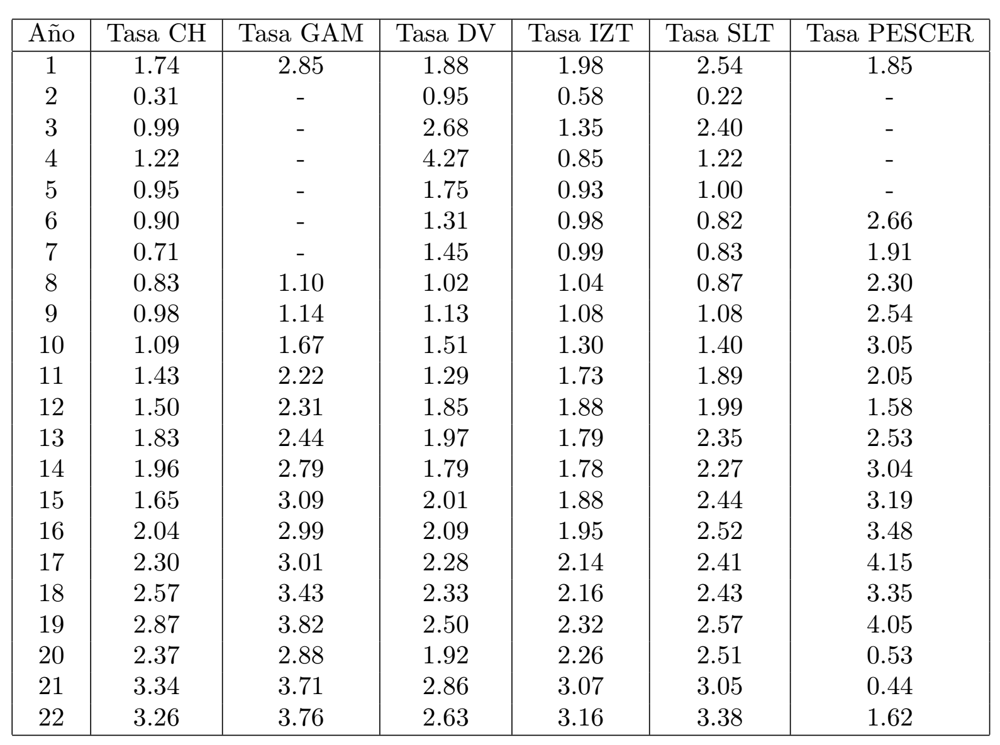 Año Tasa CH Tasa GAM Tasa DV Tasa IZT Tasa SLT Tasa PESCER
1 1.74 2.85 1.88 1.98 2.54 1.85
2 0.31 - 0.95 0.58 0.22 -
3 0.99 - 2.68 1.35 2.40 -
4 1.22 - 4.27 0.85 1.22 -
5 0.95 - 1.75 0.93 1.00 -
6 0.90 - 1.31 0.98 0.82 2.66
7 0.71 - 1.45 0.99 0.83 1.91
8 0.83 1.10 1.02 1.04 0.87 2.30
9 0.98 1.14 1.13 1.08 1.08 2.54
10 1.09 1.67 1.51 1.30 1.40 3.05
11 1.43 2.22 1.29 1.73 1.89 2.05
12 1.50 2.31 1.85 1.88 1.99 1.58
13 1.83 2.44 1.97 1.79 2.35 2.53
14 1.96 2.79 1.79 1.78 2.27 3.04
15 1.65 3.09 2.01 1.88 2.44 3.19
16 2.04 2.99 2.09 1.95 2.52 3.48
17 2.30 3.01 2.28 2.14 2.41 4.15
18 2.57 3.43 2.33 2.16 2.43 3.35
19 2.87 3.82 2.50 2.32 2.57 4.05
20 2.37 2.88 1.92 2.26 2.51 0.53
21 3.34 3.71 2.86 3.07 3.05 0.44
22 3.26 3.76 2.63 3.16 3.38 1.62